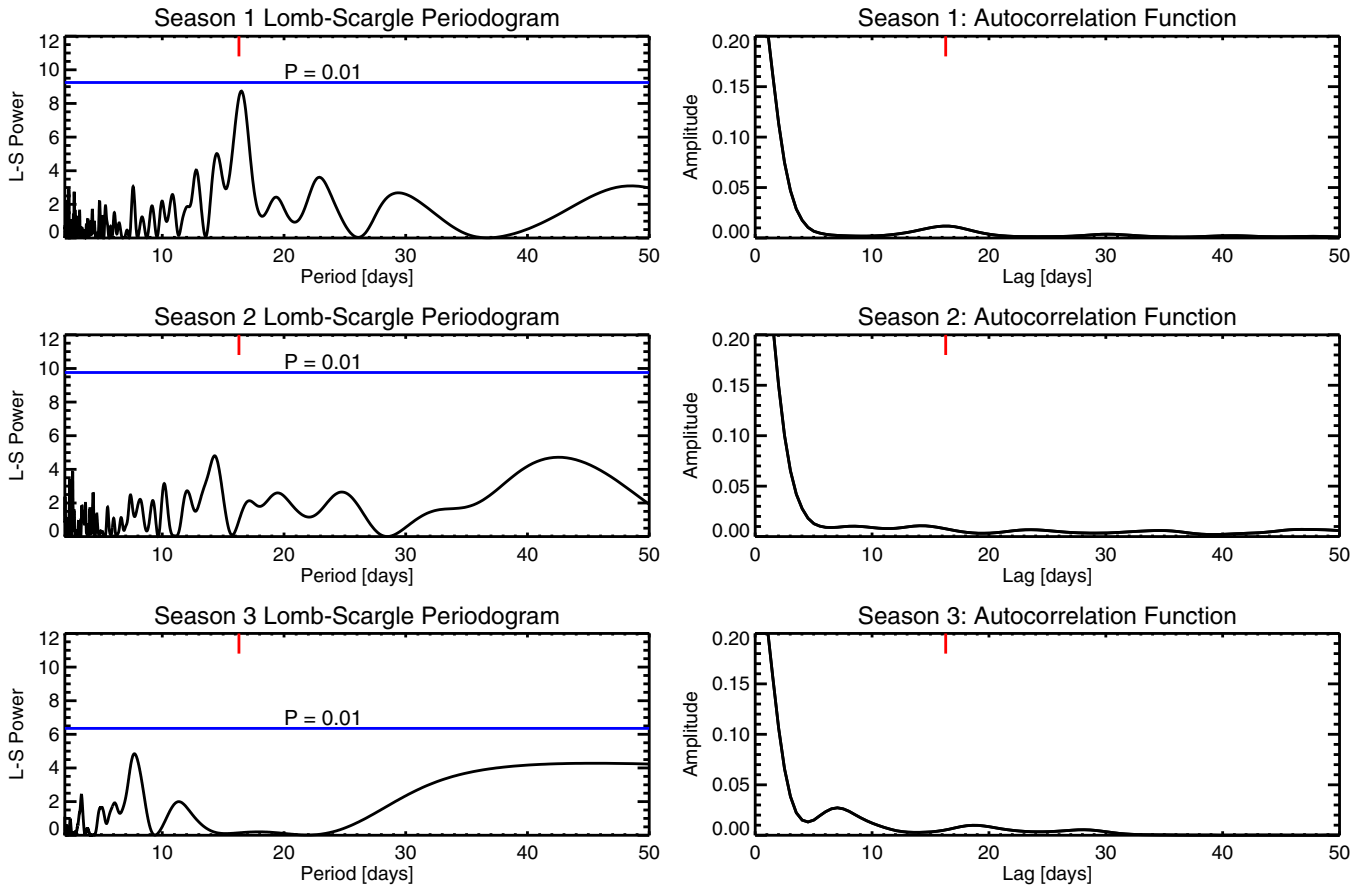 Season 1 Lomb-Scargle Periodogram
12
10
8
6
4
2
0
L-S Power
P = 0.01
10 20 30 40 50
Period [days]
Season 1: Autocorrelation Function
0.20
0.15
0.10
0.05
0.00
Amplitude
0 10 20 30 40 50
Lag [days]
Season 2 Lomb-Scargle Periodogram
12
10
8
6
4
2
0
L-S Power
P = 0.01
10 20 30 40 50
Period [days]
Season 2: Autocorrelation Function
0.20
0.15
0.10
0.05
0.00
Amplitude
0 10 20 30 40 50
Lag [days]
Season 3 Lomb-Scargle Periodogram
12
10
8
6
4
2
0
L-S Power
P = 0.01
10 20 30 40 50
Period [days]
Season 3: Autocorrelation Function
0.20
0.15
0.10
0.05
0.00
Amplitude
0 10 20 30 40 50
Lag [days]